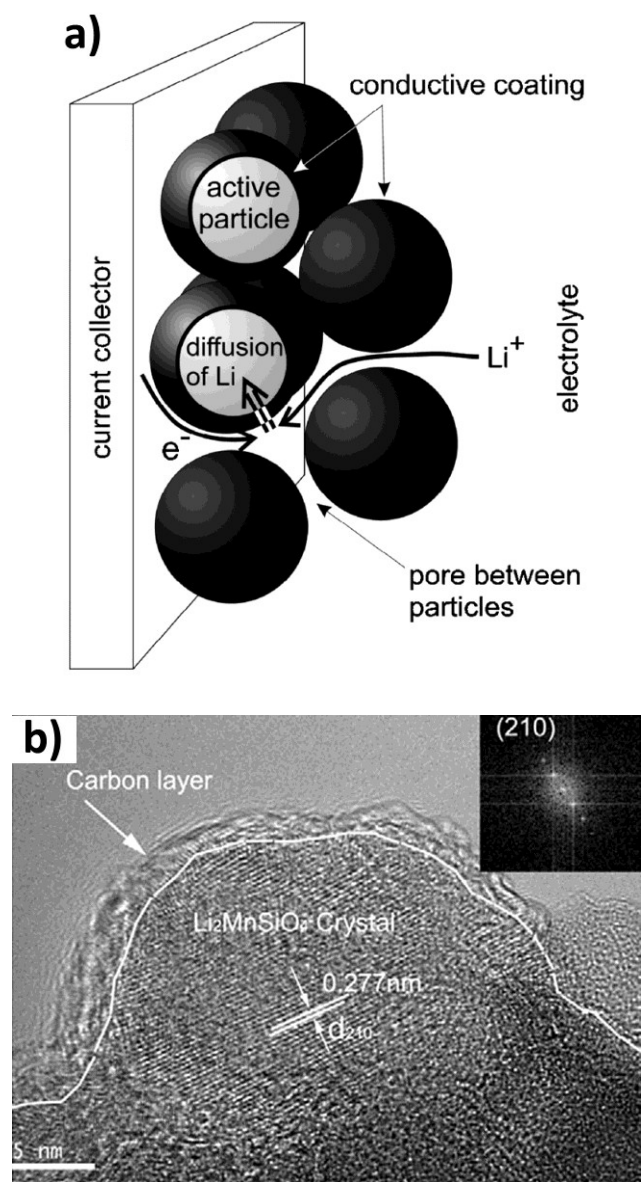 a)
conductive coating
active
particle
current collector
diffusion
of Li
Li+
electrolyte
e-
pore between
particles
b)
(210)
Carbon layer
Li2MnSiO4 Crystal
0.277nm
d210
5 nm